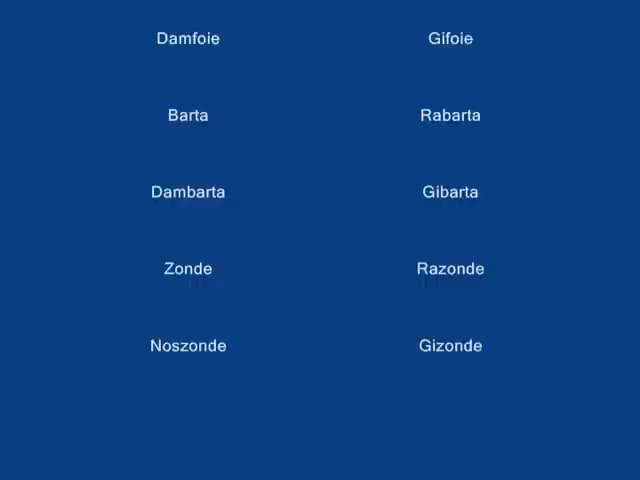 Damfoie Gifoie
Barta Rabarta
Dambarta Gibarta
Zonde Razonde
Noszonde Gizonde